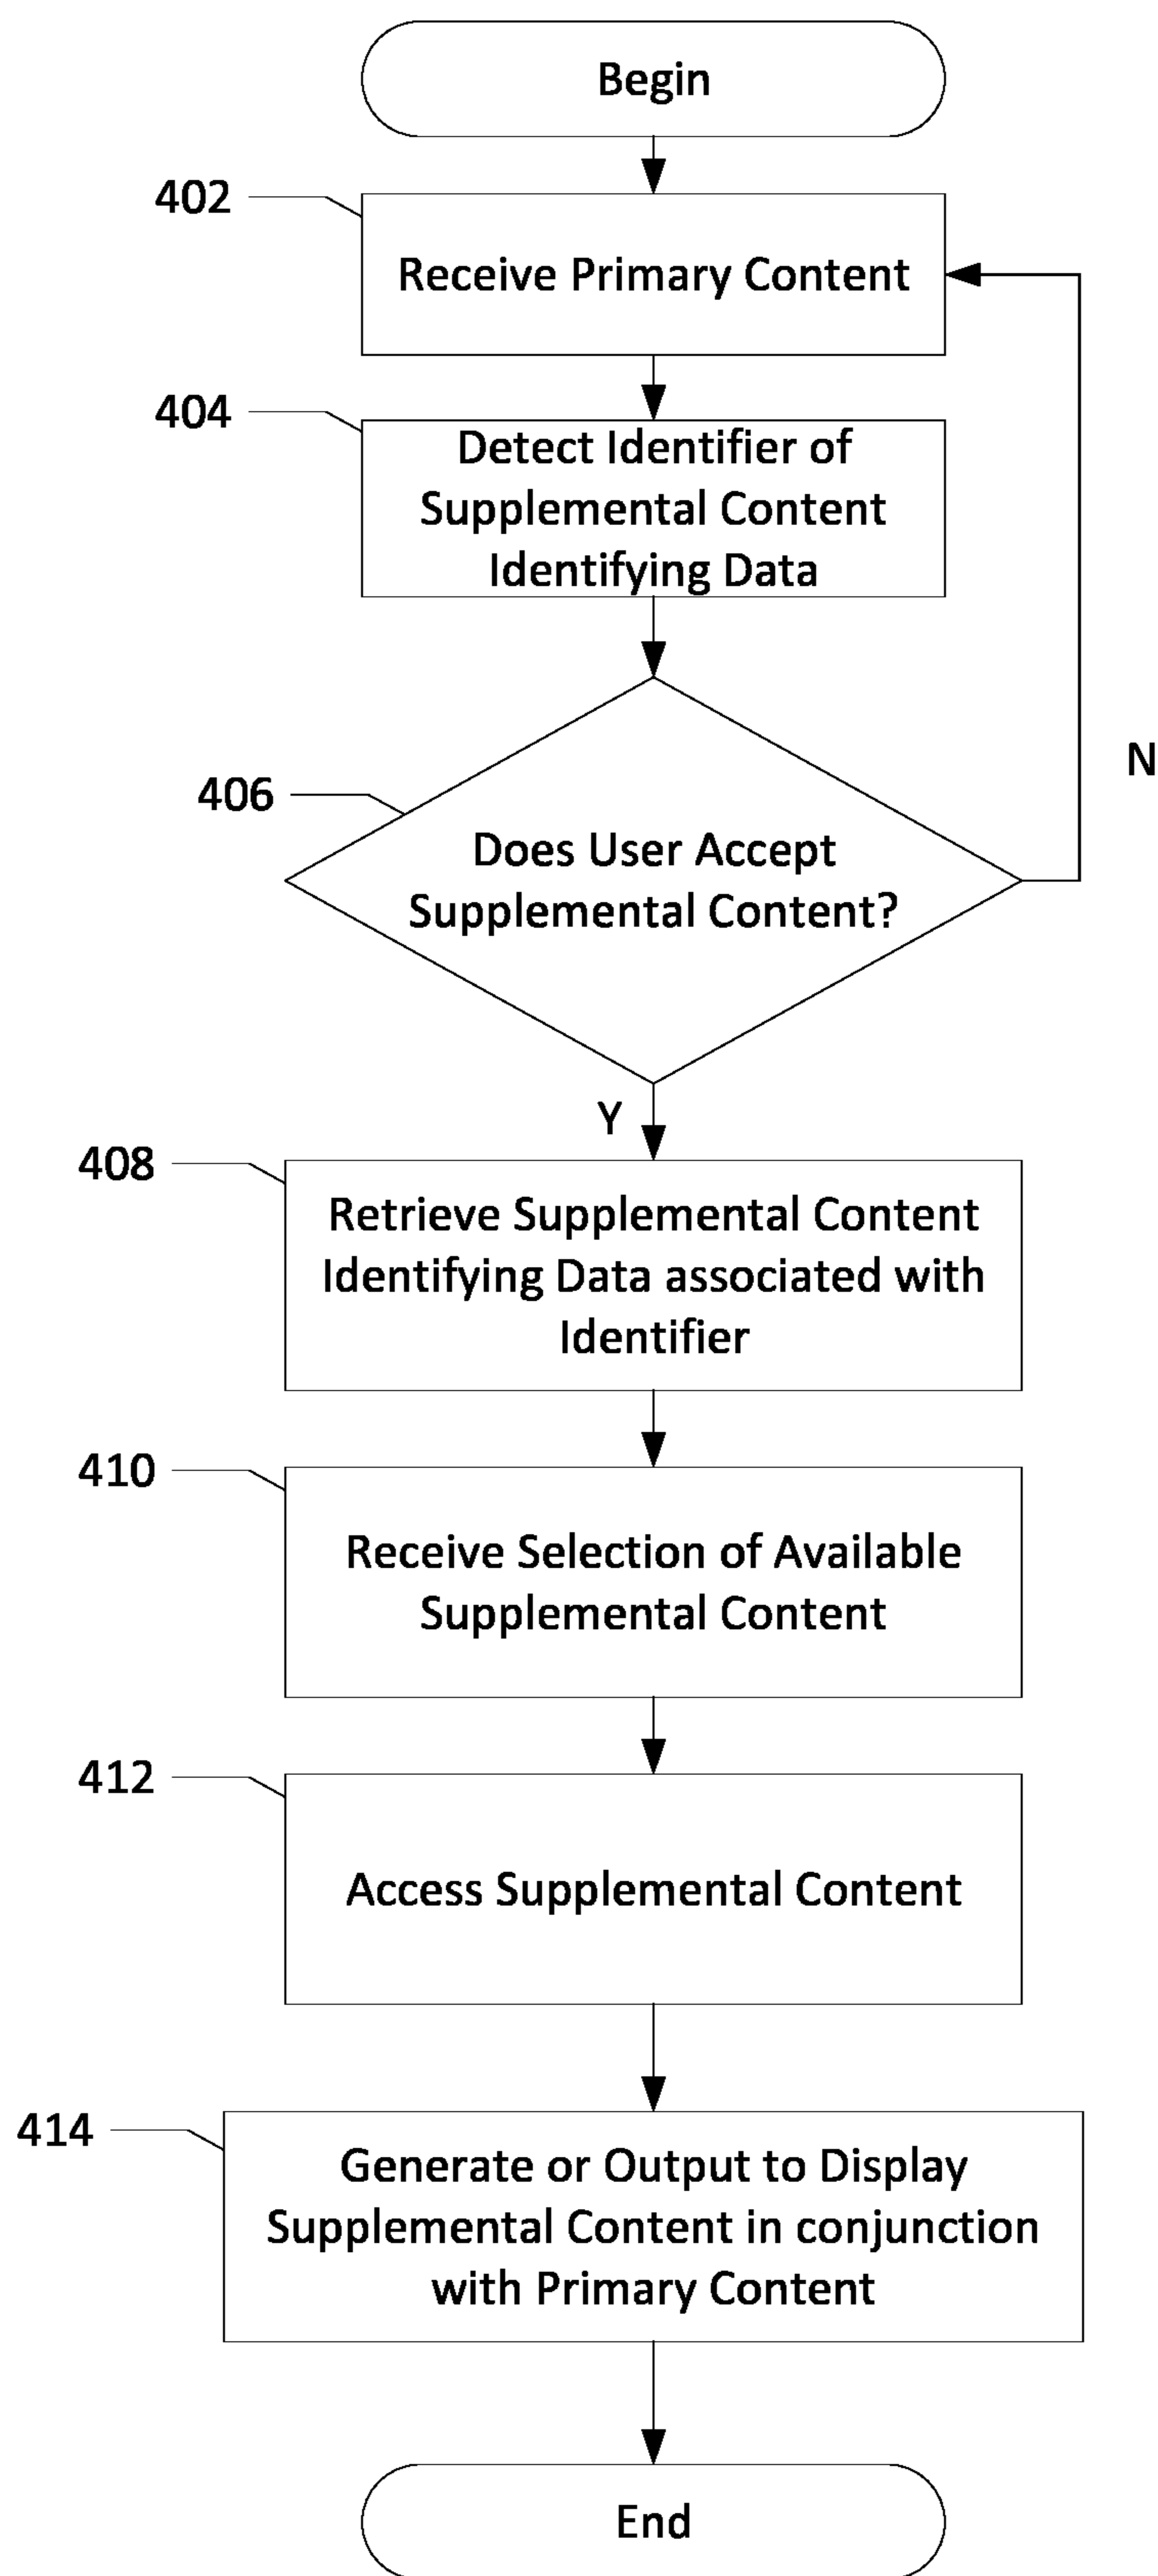 Begin
402
Receive Primary Content
404
Detect Identifier of
Supplemental Content
Identifying Data
N
406
Does User Accept
Supplemental Content?
Y
408
Retrieve Supplemental Content
Identifying Data associated with
Identifier
410
Receive Selection of Available
Supplemental Content
412
Access Supplemental Content
414
Generate or Output to Display
Supplemental Content in conjunction
with Primary Content
End